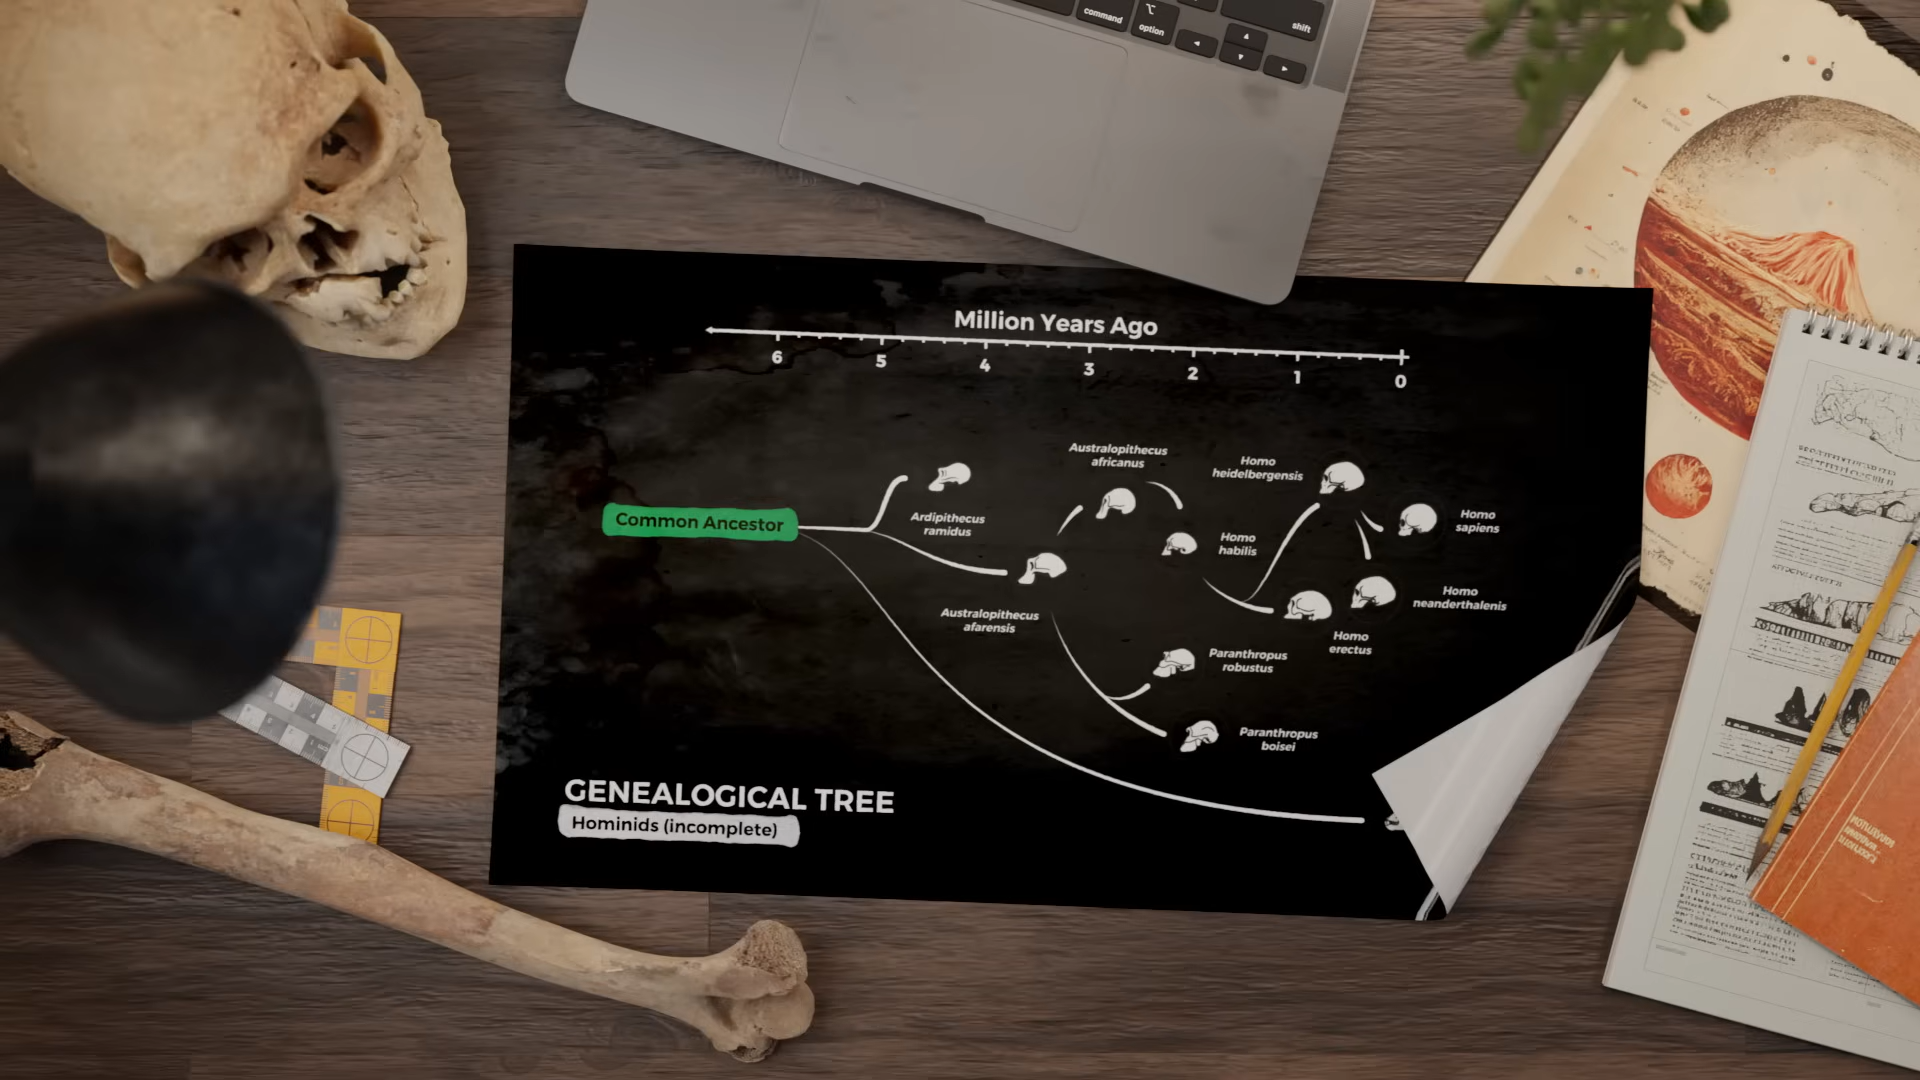 command
option
shift
Million Years Ago
6 5 4 3 2 1 0
Common Ancestor
Ardipithecus
ramidus
Australopithecus
afarensis
Australopithecus
africanus
Homo
habilis
Homo
heidelbergensis
Homo
sapiens
Homo
neanderthalenis
Homo
erectus
Paranthropus
robustus
Paranthropus
boisei
GENEALOGICAL TREE
Hominids (incomplete)